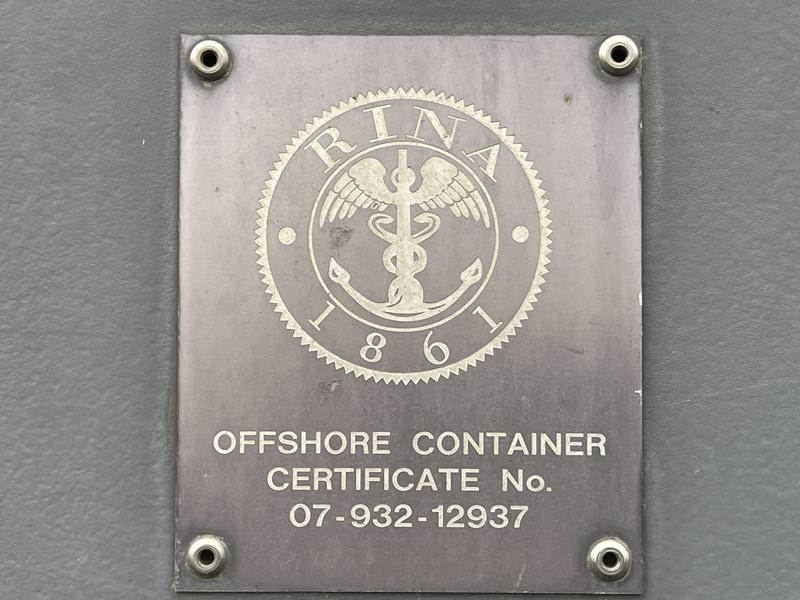 RINA
1861
OFFSHORE CONTAINER
CERTIFICATE No.
07-932-12937